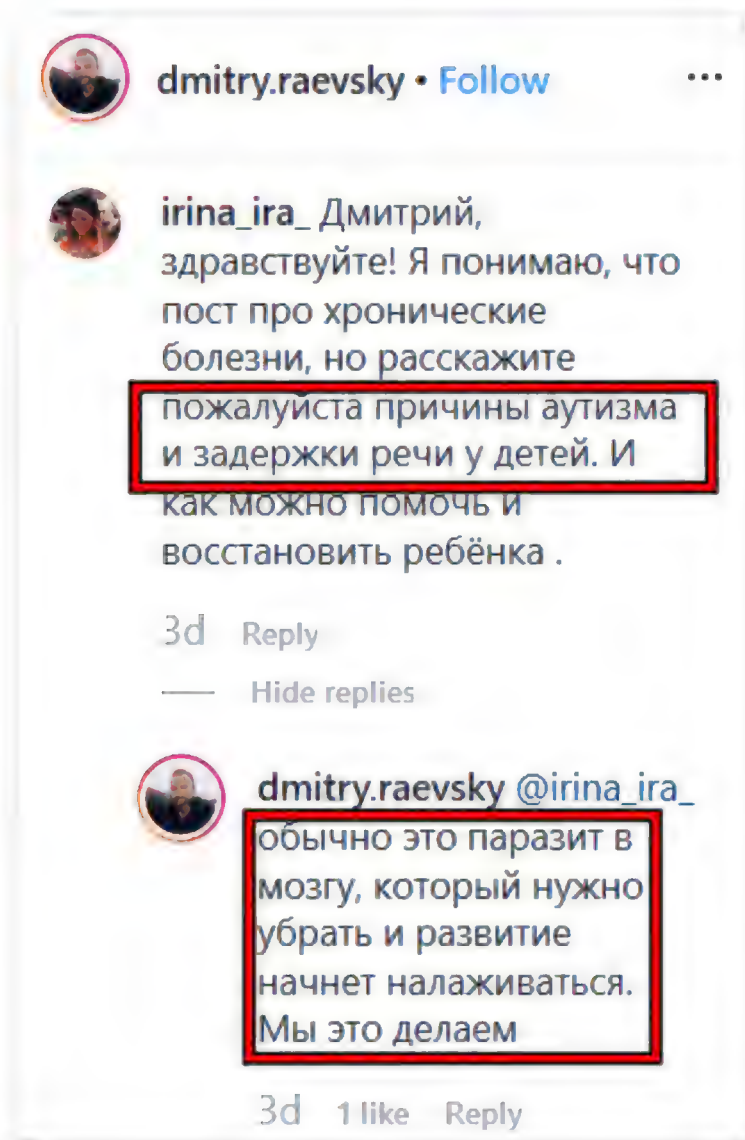 dmitry.raevsky • Follow
irina_ira_ Дмитрий,
здравствуйте! Я понимаю, что
пост про хронические
болезни, но расскажите
пожалуйста причины аутизма
и задержки речи у детей. И
как можно помочь и
восстановить ребёнка .
3d Reply
Hide replies
dmitry.raevsky @irina_ira_
обычно это паразит в
мозгу, который нужно
убрать и развитие
начнет налаживаться.
Мы это делаем
3d 1 like Reply